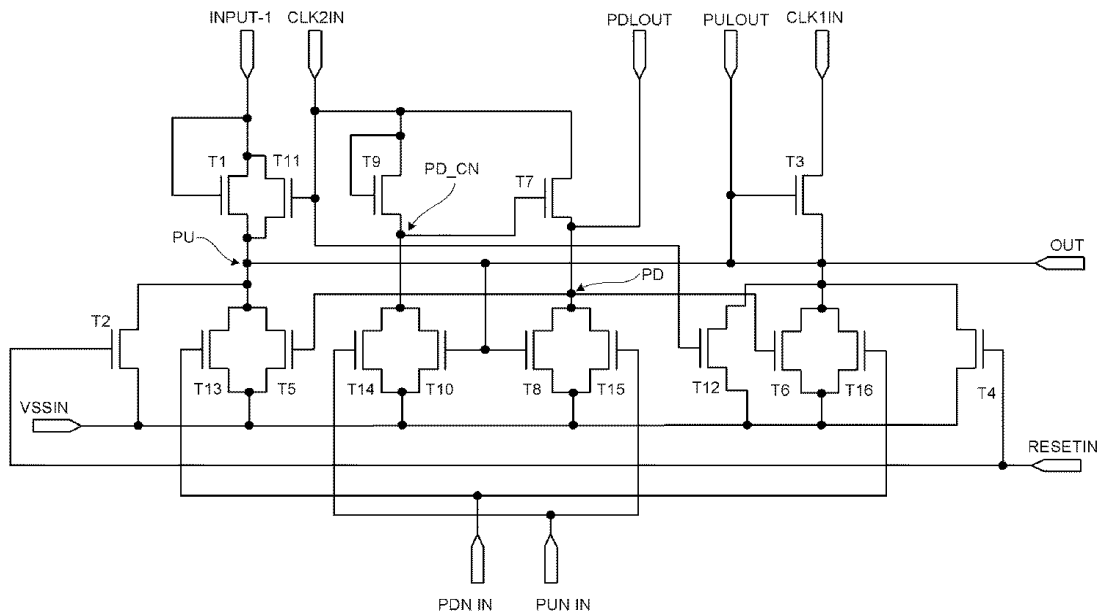 INPUT-1
CLK2IN
PDLOUT
PULOUT
CLK1IN
T1
T11
T9
PD_CN
T7
T3
PU
OUT
PD
T2
T13
T5
T14
T10
T8
T15
T12
T6
T16
T4
VSSIN
RESETIN
PDN IN
PUN IN